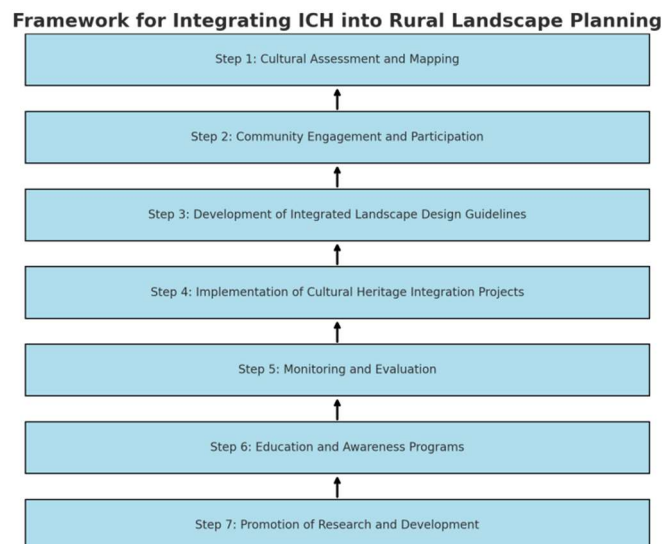 Framework for Integrating ICH into Rural Landscape Planning
Step 1: Cultural Assessment and Mapping
Step 2: Community Engagement and Participation
Step 3: Development of Integrated Landscape Design Guidelines
Step 4: Implementation of Cultural Heritage Integration Projects
Step 5: Monitoring and Evaluation
Step 6: Education and Awareness Programs
Step 7: Promotion of Research and Development